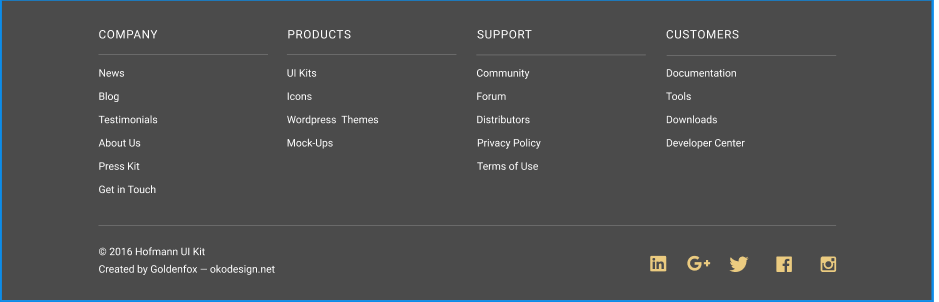 COMPANY
News
Blog
Testimonials
About Us
Press Kit
Get in Touch
PRODUCTS
UI Kits
Icons
Wordpress Themes
Mock-Ups
SUPPORT
Community
Forum
Distributors
Privacy Policy
Terms of Use
CUSTOMERS
Documentation
Tools
Downloads
Developer Center
© 2016 Hofmann UI Kit
Created by Goldenfox — okodesign.net
in
G+